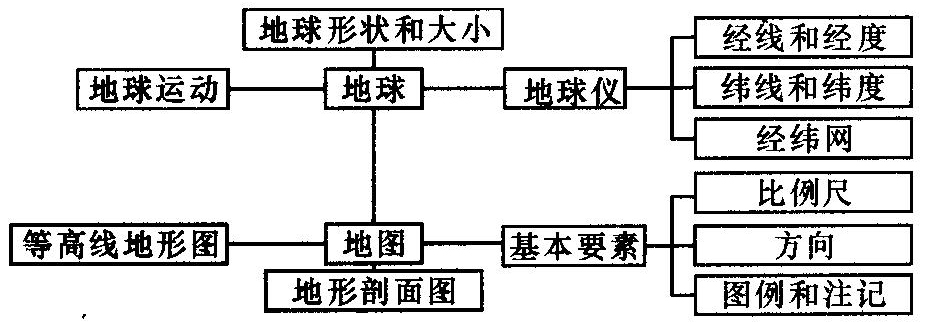 地球形状和大小
地球运动
地球
地球仪
经线和经度
纬线和纬度
经纬网
等高线地形图
地图
基本要素
比例尺
方向
图例和注记
地形剖面图